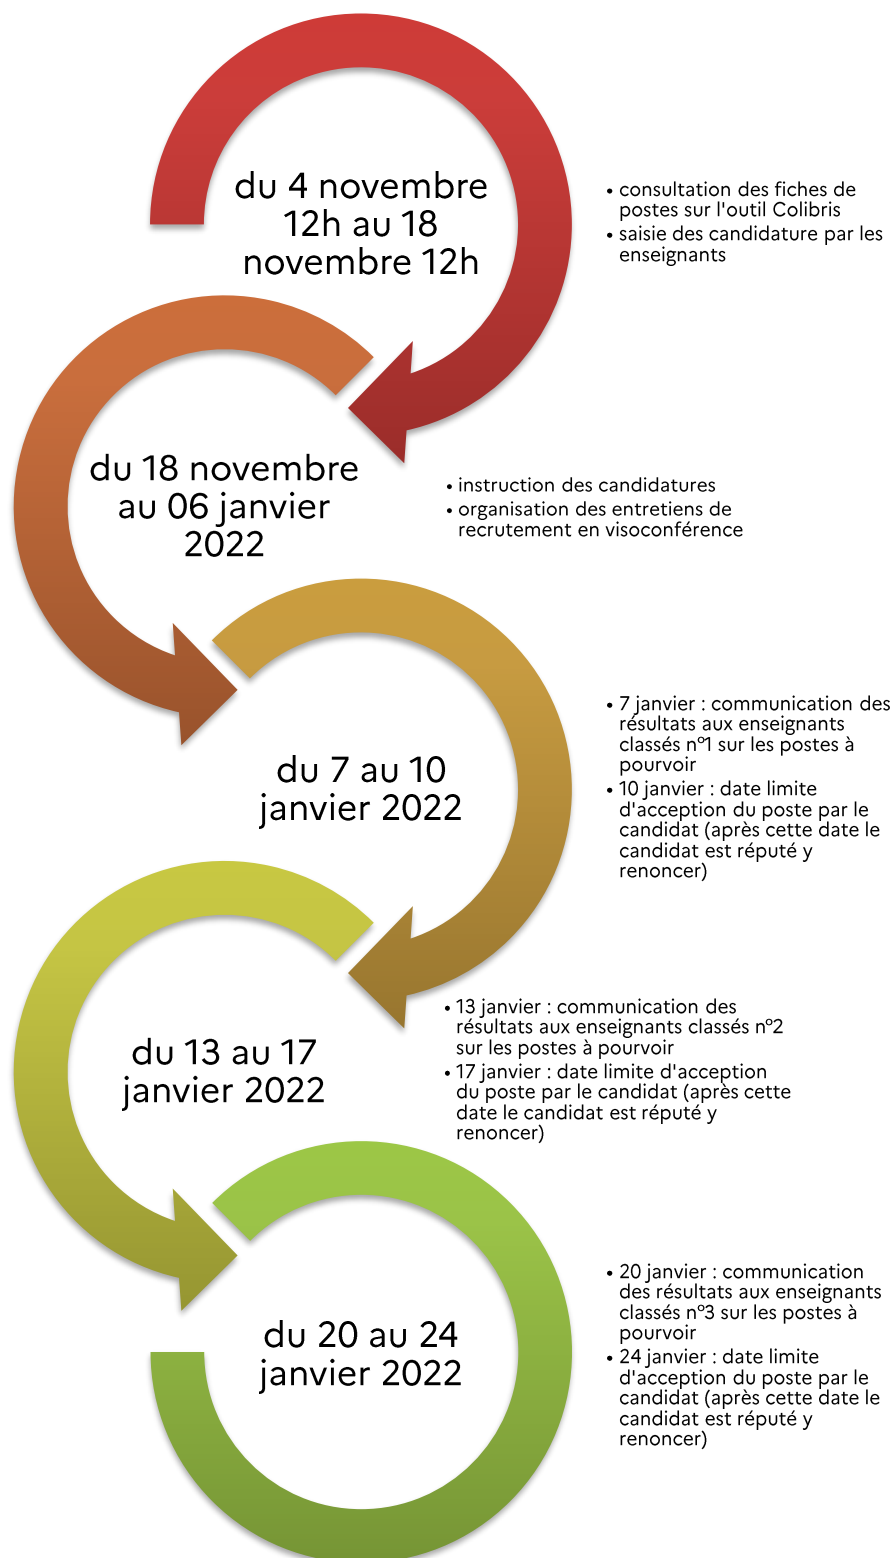 du 4 novembre
12h au 18
novembre 12h
• consultation des fiches de
postes sur l'outil Colibris
• saisie des candidature par les
enseignants
du 18 novembre
au 06 janvier
2022
• instruction des candidatures
• organisation des entretiens de
recrutement en visoconférence
du 7 au 10
janvier 2022
• 7 janvier : communication des
résultats aux enseignants
classés n°1 sur les postes à
pourvoir
• 10 janvier : date limite
d'acception du poste par le
candidat (après cette date le
candidat est réputé y
renoncer)
du 13 au 17
janvier 2022
• 13 janvier : communication des
résultats aux enseignants classés n°2
sur les postes à pourvoir
• 17 janvier : date limite d'acception
du poste par le candidat (après cette
date le candidat est réputé y
renoncer)
du 20 au 24
janvier 2022
• 20 janvier : communication
des résultats aux enseignants
classés n°3 sur les postes à
pourvoir
• 24 janvier : date limite
d'acception du poste par le
candidat (après cette date le
candidat est réputé y
renoncer)